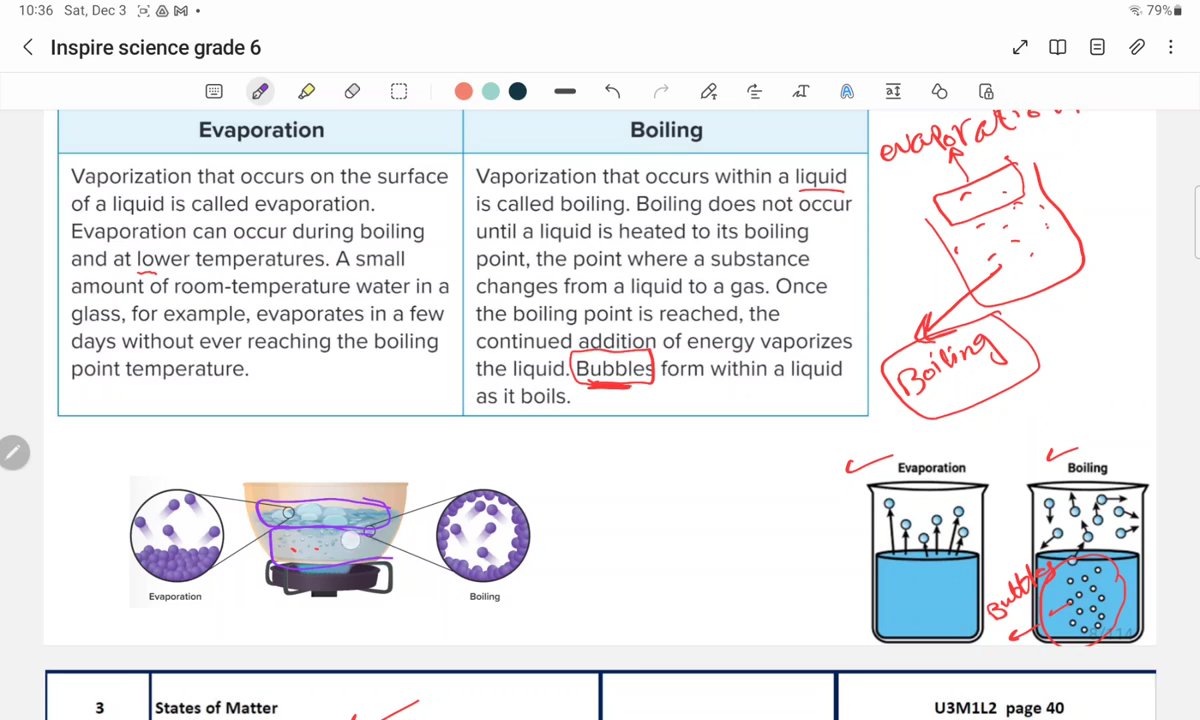 10:36 Sat, Dec 3
79%
Inspire science grade 6
Evaporation
Boiling
Vaporization that occurs on the surface
of a liquid is called evaporation.
Evaporation can occur during boiling
and at lower temperatures. A small
amount of room-temperature water in a
glass, for example, evaporates in a few
days without ever reaching the boiling
point temperature.
Vaporization that occurs within a liquid
is called boiling. Boiling does not occur
until a liquid is heated to its boiling
point, the point where a substance
changes from a liquid to a gas. Once
the boiling point is reached, the
continued addition of energy vaporizes
the liquid. Bubbles form within a liquid
as it boils.
evaporation
Boiling
Evaporation
Boiling
Evaporation
Boiling
Bubbles
3
States of Matter
U3M1L2 page 40